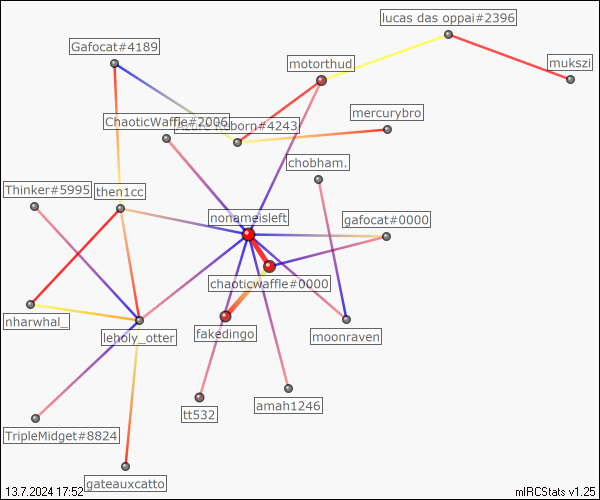 lucas das oppai#2396
Gafocat#4189
motorthud
mukszi
mercurybro
ChaoticWaffle#2006
Reborn#4243
chobham.
Thinker#5995
then1cc
nonameisleft
gafocat#0000
chaoticwaffle#0000
nharwhal_
leholy_otter
fakedingo
moonraven
tt532
amah1246
TripleMidget#8824
gateauxcatto
13.7.2024 17:52
mIRCStats v1.25